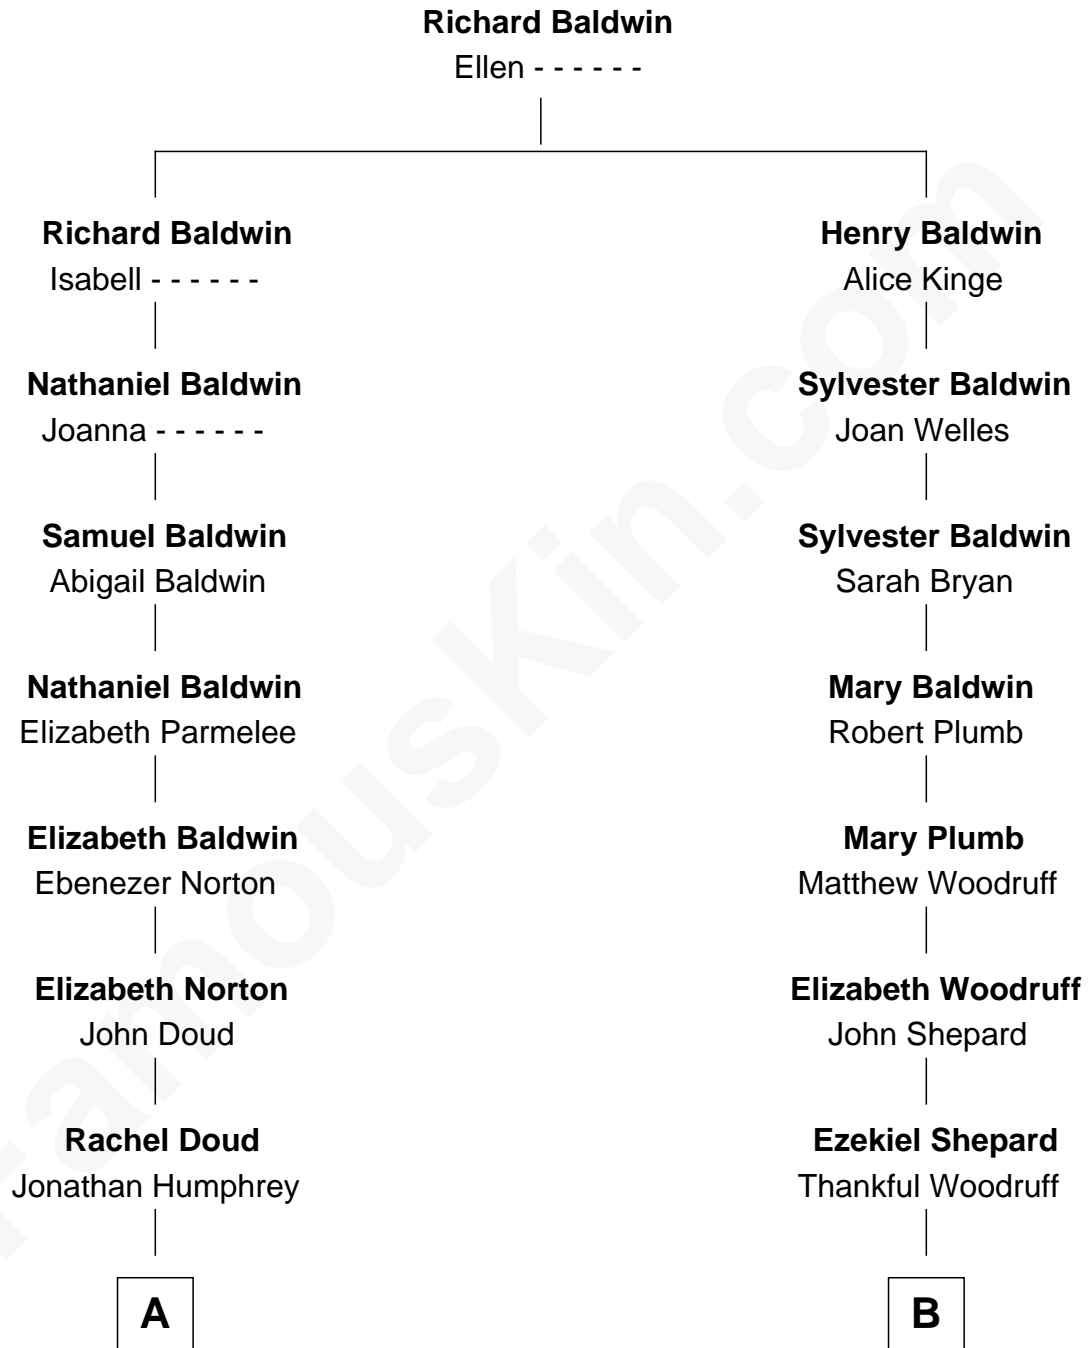 Richard Baldwin
Ellen - - - - - -
Richard Baldwin
Isabell - - - - - -
Henry Baldwin
Alice Kinge
Nathaniel Baldwin
Joanna - - - - - -
Sylvester Baldwin
Joan Welles
Samuel Baldwin
Abigail Baldwin
Sylvester Baldwin
Sarah Bryan
Nathaniel Baldwin
Elizabeth Parmelee
Mary Baldwin
Robert Plumb
Elizabeth Baldwin
Ebenezer Norton
Mary Plumb
Matthew Woodruff
Elizabeth Norton
John Doud
Elizabeth Woodruff
John Shepard
Rachel Doud
Jonathan Humphrey
Ezekiel Shepard
Thankful Woodruff
A
B
FamousKin.com